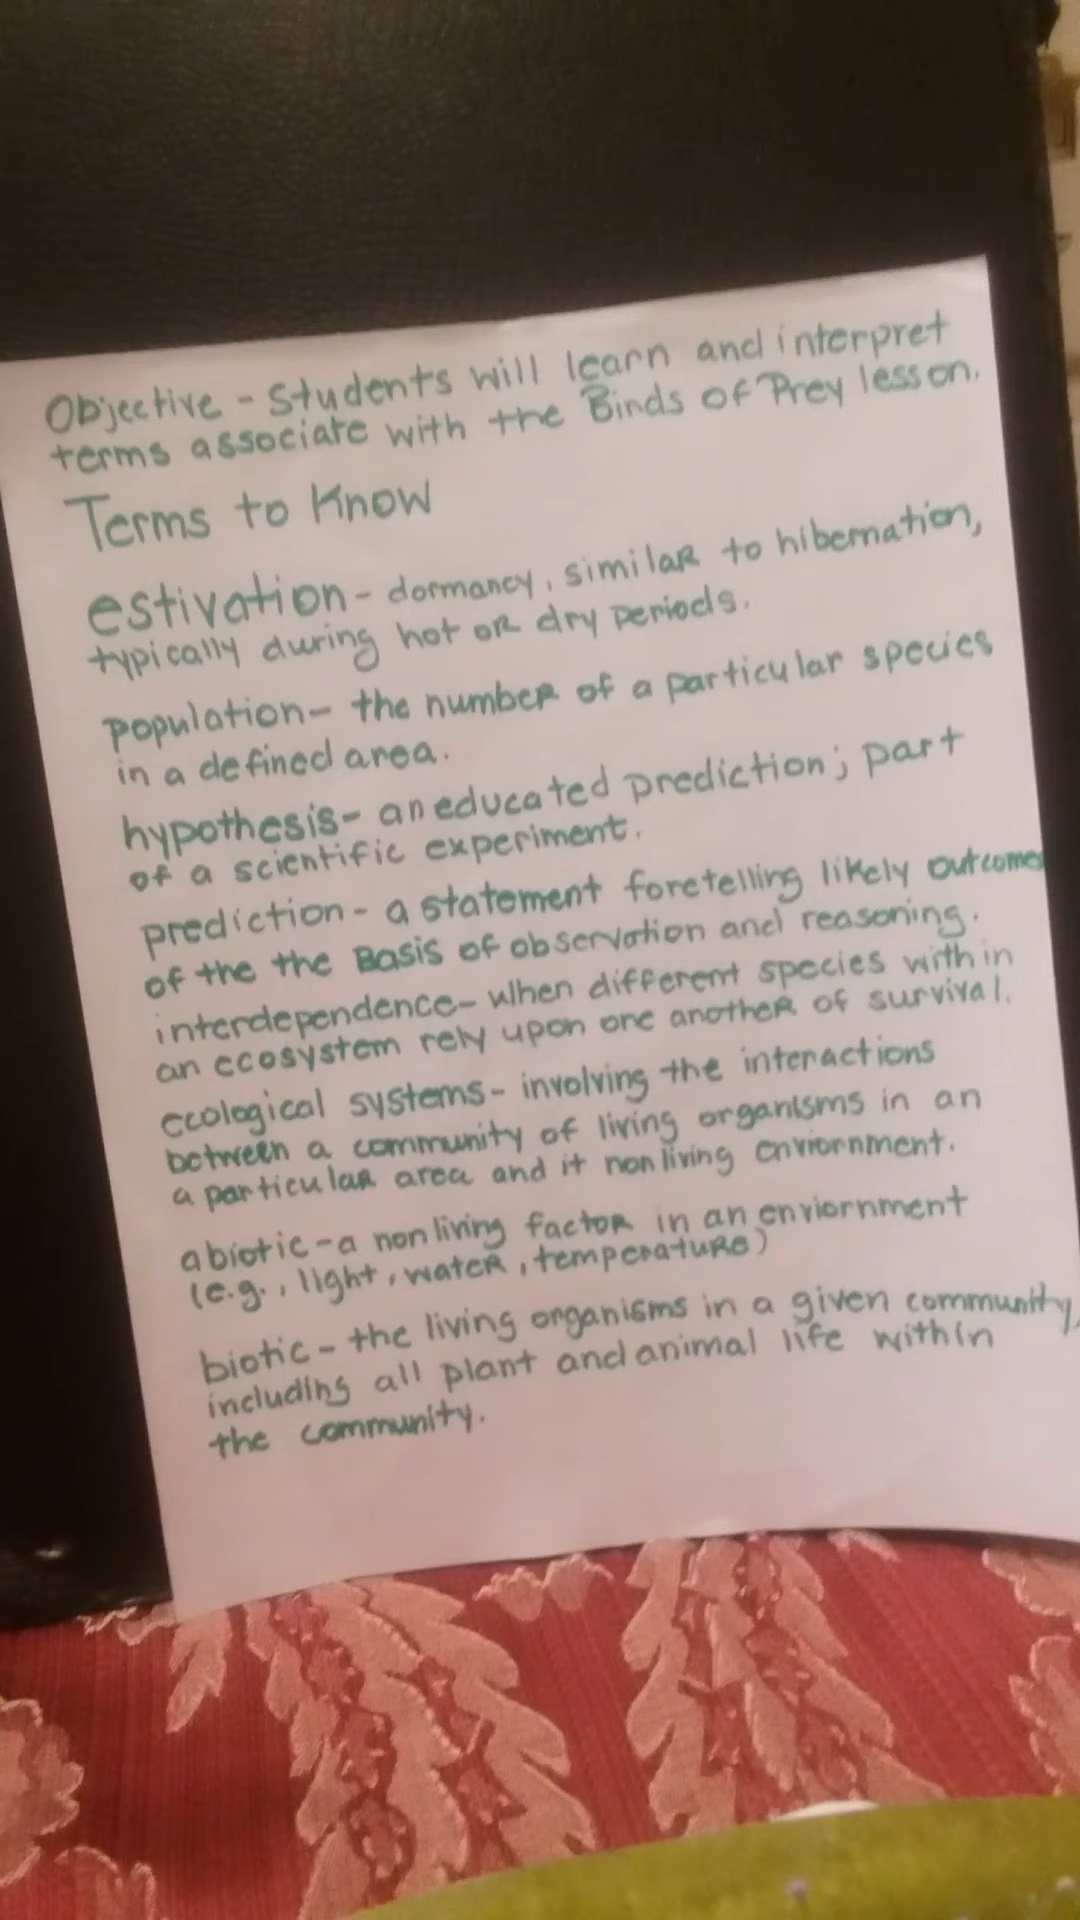 Objective - Students will learn and interpret
terms associate with the Binds of Prey lesson.
Terms to Know
estivation - dormancy, similar to hibernation,
typically during hot or dry periods.
population - the number of a particular species
in a defined area.
hypothesis - an educated prediction; part
of a scientific experiment.
prediction - a statement foretelling likely outcomes
of the the Basis of observation and reasoning.
interdependence - when different species within
an ecosystem rely upon one another of survival.
ecological systems - involving the interactions
between a community of living organisms in an
a particular area and it nonliving enviornment.
abiotic - a nonliving factor in an enviornment
(e.g., light, water, temperature)
biotic - the living organisms in a given community,
including all plant and animal life within
the community.